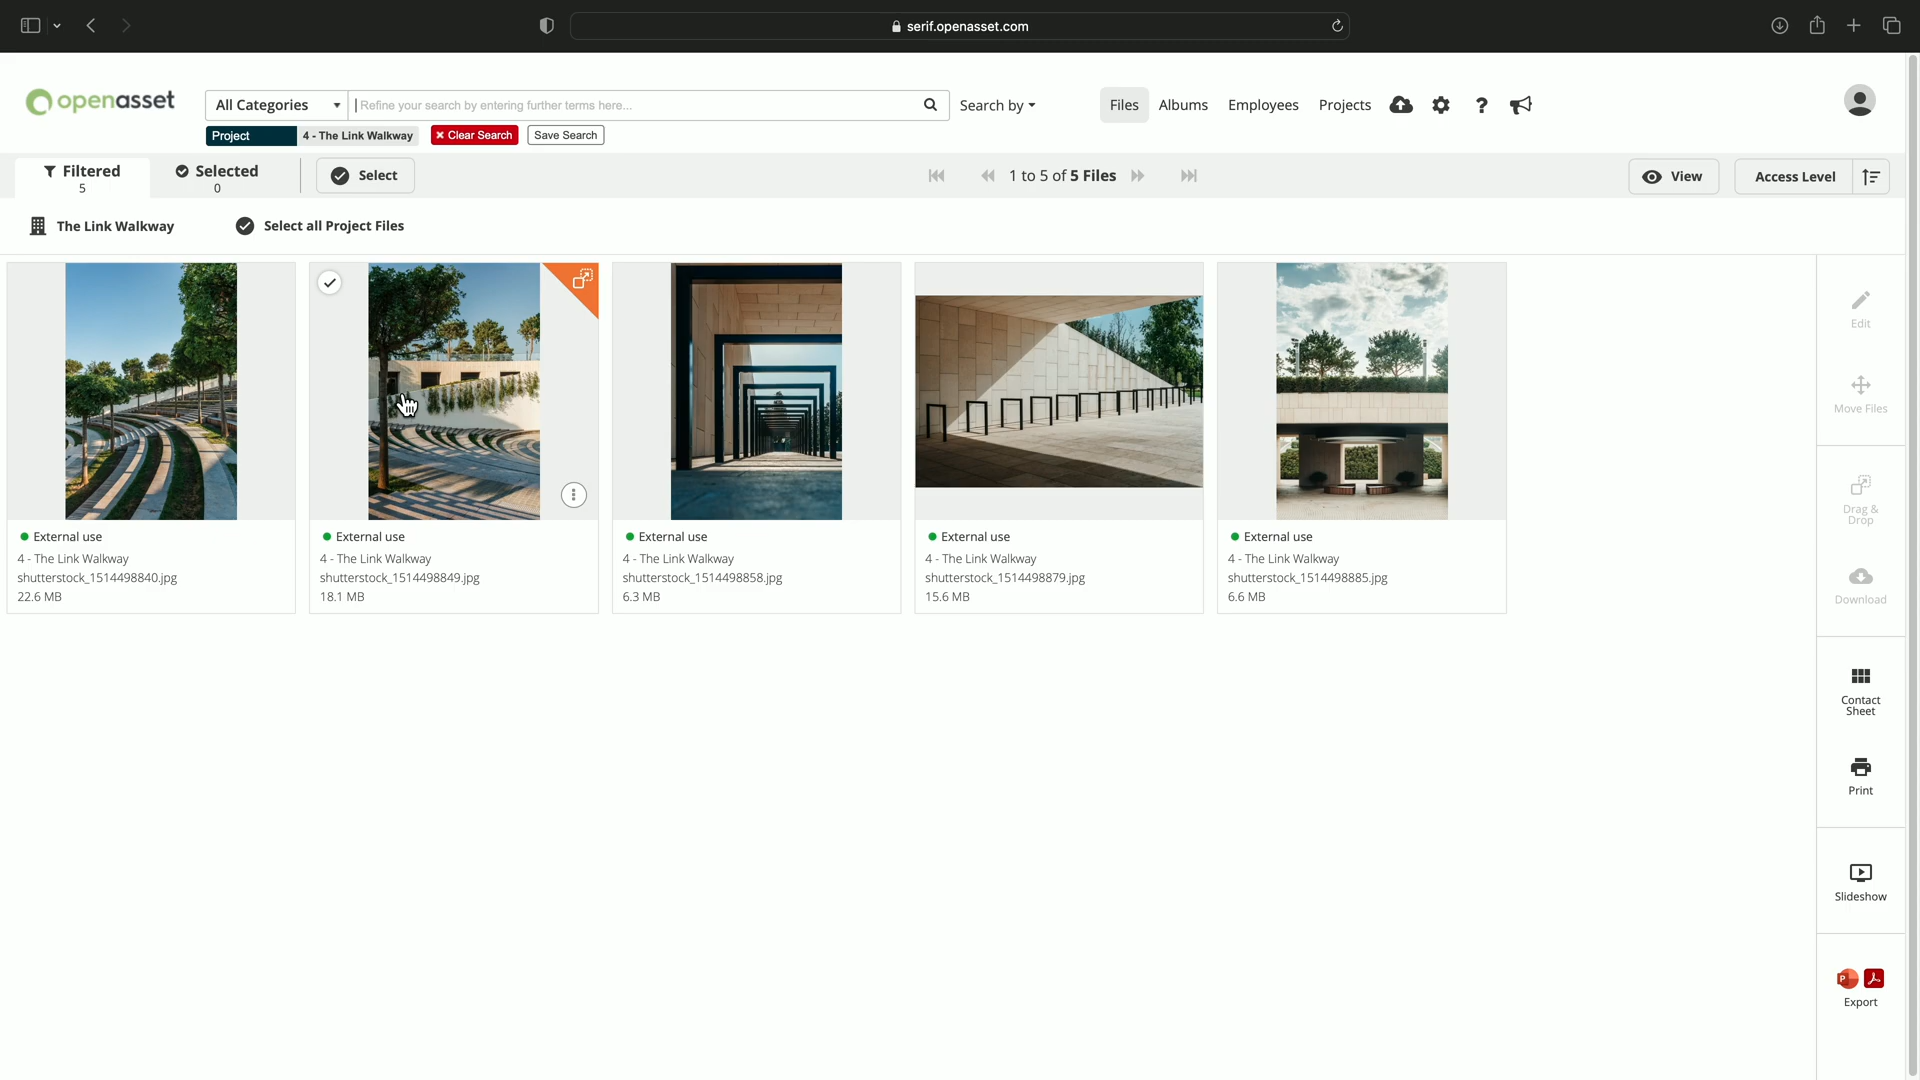 serif.openasset.com
openasset
All Categories
Refine your search by entering further terms here...
Search by
Files
Albums
Employees
Projects
?
Project
4 - The Link Walkway
× Clear Search
Save Search
Filtered
5
Selected
0
Select
1 to 5 of 5 Files
View
Access Level
The Link Walkway
Select all Project Files
External use
4 - The Link Walkway
shutterstock_1514498840.jpg
22.6 MB
External use
4 - The Link Walkway
shutterstock_1514498849.jpg
18.1 MB
External use
4 - The Link Walkway
shutterstock_1514498858.jpg
6.3 MB
External use
4 - The Link Walkway
shutterstock_1514498879.jpg
15.6 MB
External use
4 - The Link Walkway
shutterstock_1514498885.jpg
6.6 MB
Edit
Move Files
Drag &
Drop
Download
Contact
Sheet
Print
Slideshow
P
Export